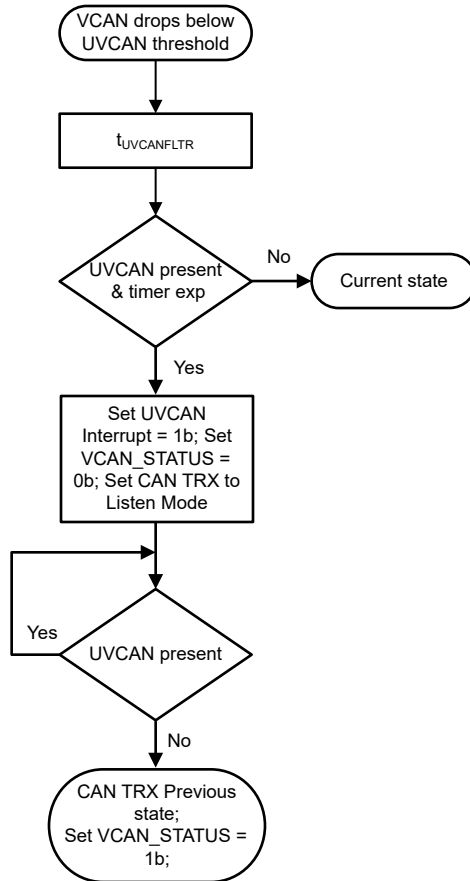 VCAN drops below
UVCAN threshold
tUVCANFLTR
UVCAN present
& timer exp
No
Current state
Yes
Set UVCAN
Interrupt = 1b; Set
VCAN_STATUS =
0b; Set CAN TRX to
Listen Mode
Yes
UVCAN present
No
CAN TRX Previous
state;
Set VCAN_STATUS =
1b;